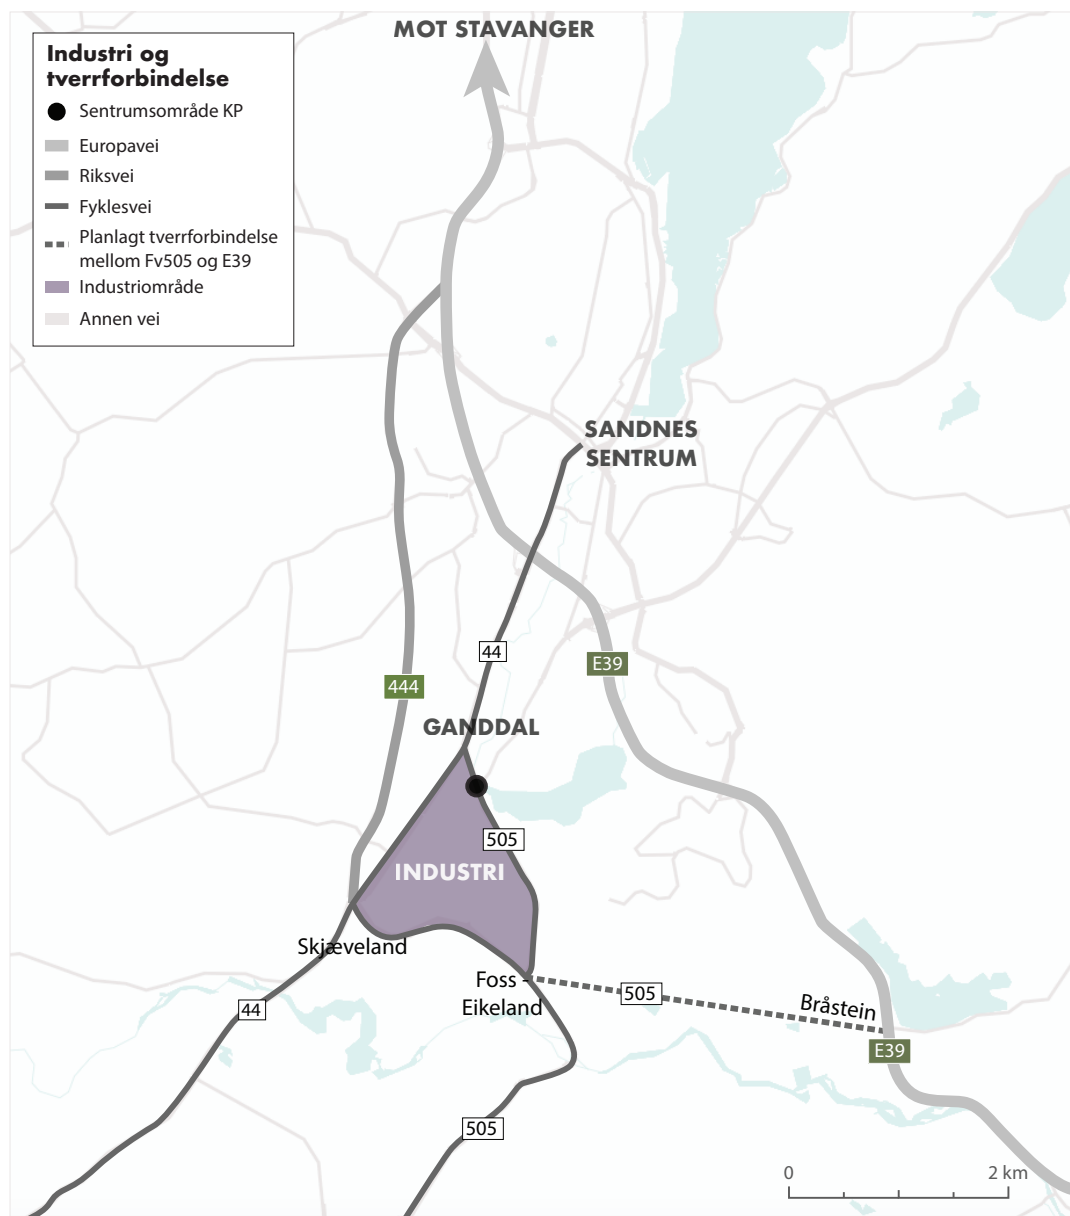 MOT STAVANGER
Industri og
tverrforbindelse
Sentrumsområde KP
Europavei
Riksvei
Fyklesvei
Planlagt tverrforbindelse
mellom Fv505 og E39
Industriområde
Annen vei
SANDNES
SENTRUM
44
E39
444
GANDDAL
505
INDUSTRI
Skjæveland
Foss -
Eikeland
505
Bråstein
44
E39
505
0
2 km